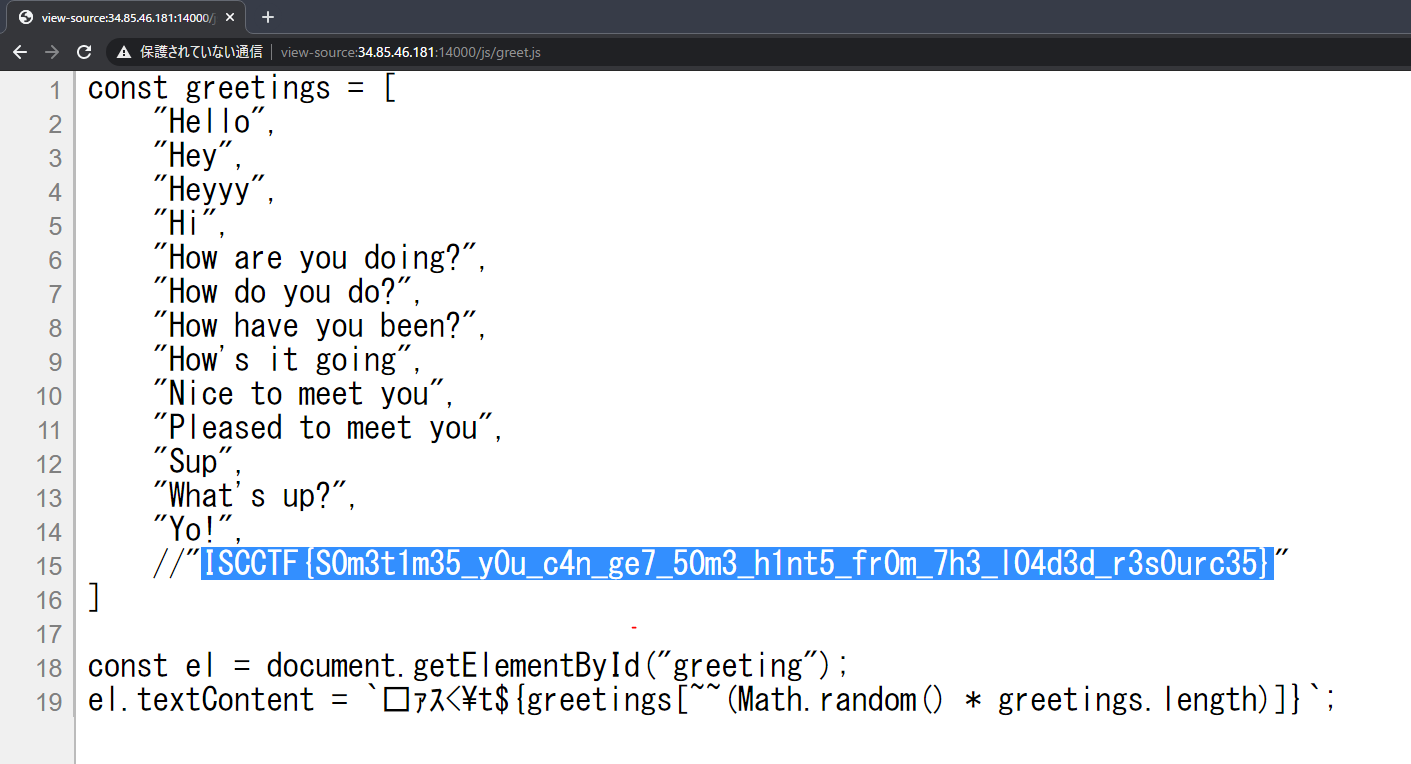 view-source:34.85.46.181:14000/j
保護されていない通信 view-source:34.85.46.181:14000/js/greet.js
1 const greetings = [
2 "Hello",
3 "Hey",
4 "Heyyy",
5 "Hi",
6 "How are you doing?",
7 "How do you do?",
8 "How have you been?",
9 "How's it going",
10 "Nice to meet you",
11 "Pleased to meet you",
12 "Sup",
13 "What's up?",
14 "Yo!",
15 //"ISCCTF{S0m3t1m35_y0u_c4n_ge7_50m3_h1nt5_fr0m_7h3_l04d3d_r3s0urc35}"
16 ]
17
18 const el = document.getElementById("greeting");
19 el.textContent = `口ｧｽ<¥t${greetings[~~(Math.random() * greetings.length)]}`;